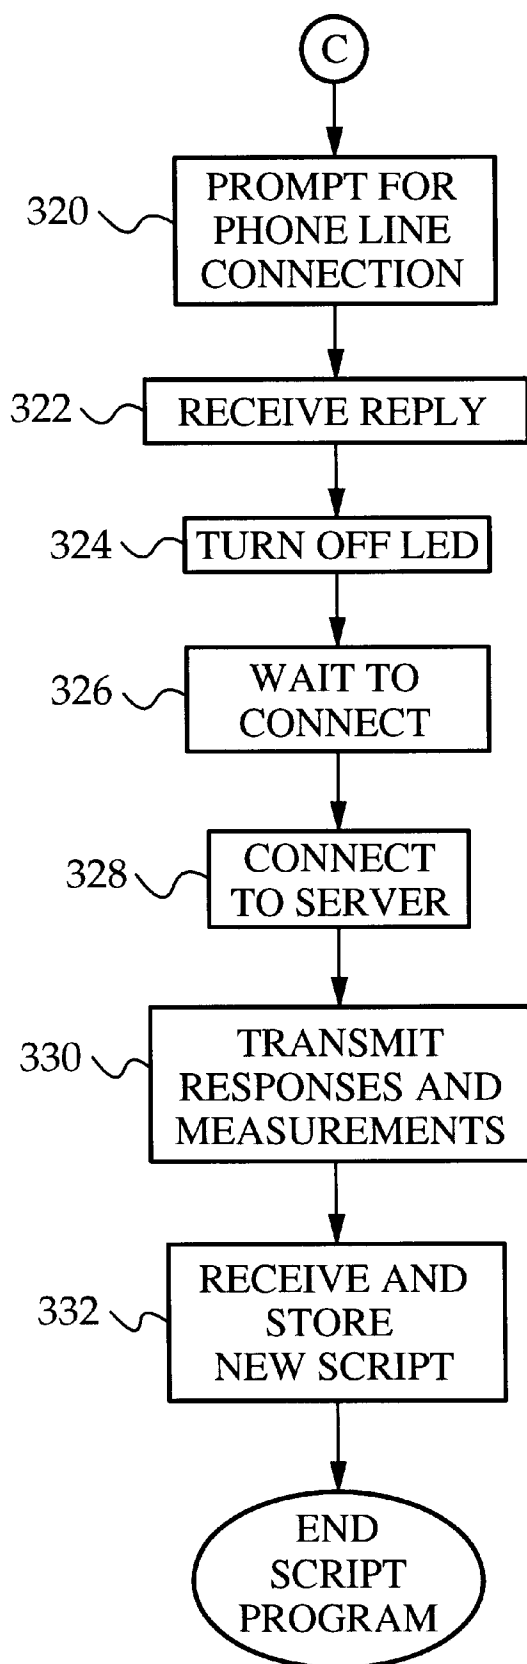 C
320
PROMPT FOR
PHONE LINE
CONNECTION
322
RECEIVE REPLY
324
TURN OFF LED
326
WAIT TO
CONNECT
328
CONNECT
TO SERVER
330
TRANSMIT
RESPONSES AND
MEASUREMENTS
332
RECEIVE AND
STORE
NEW SCRIPT
END
SCRIPT
PROGRAM